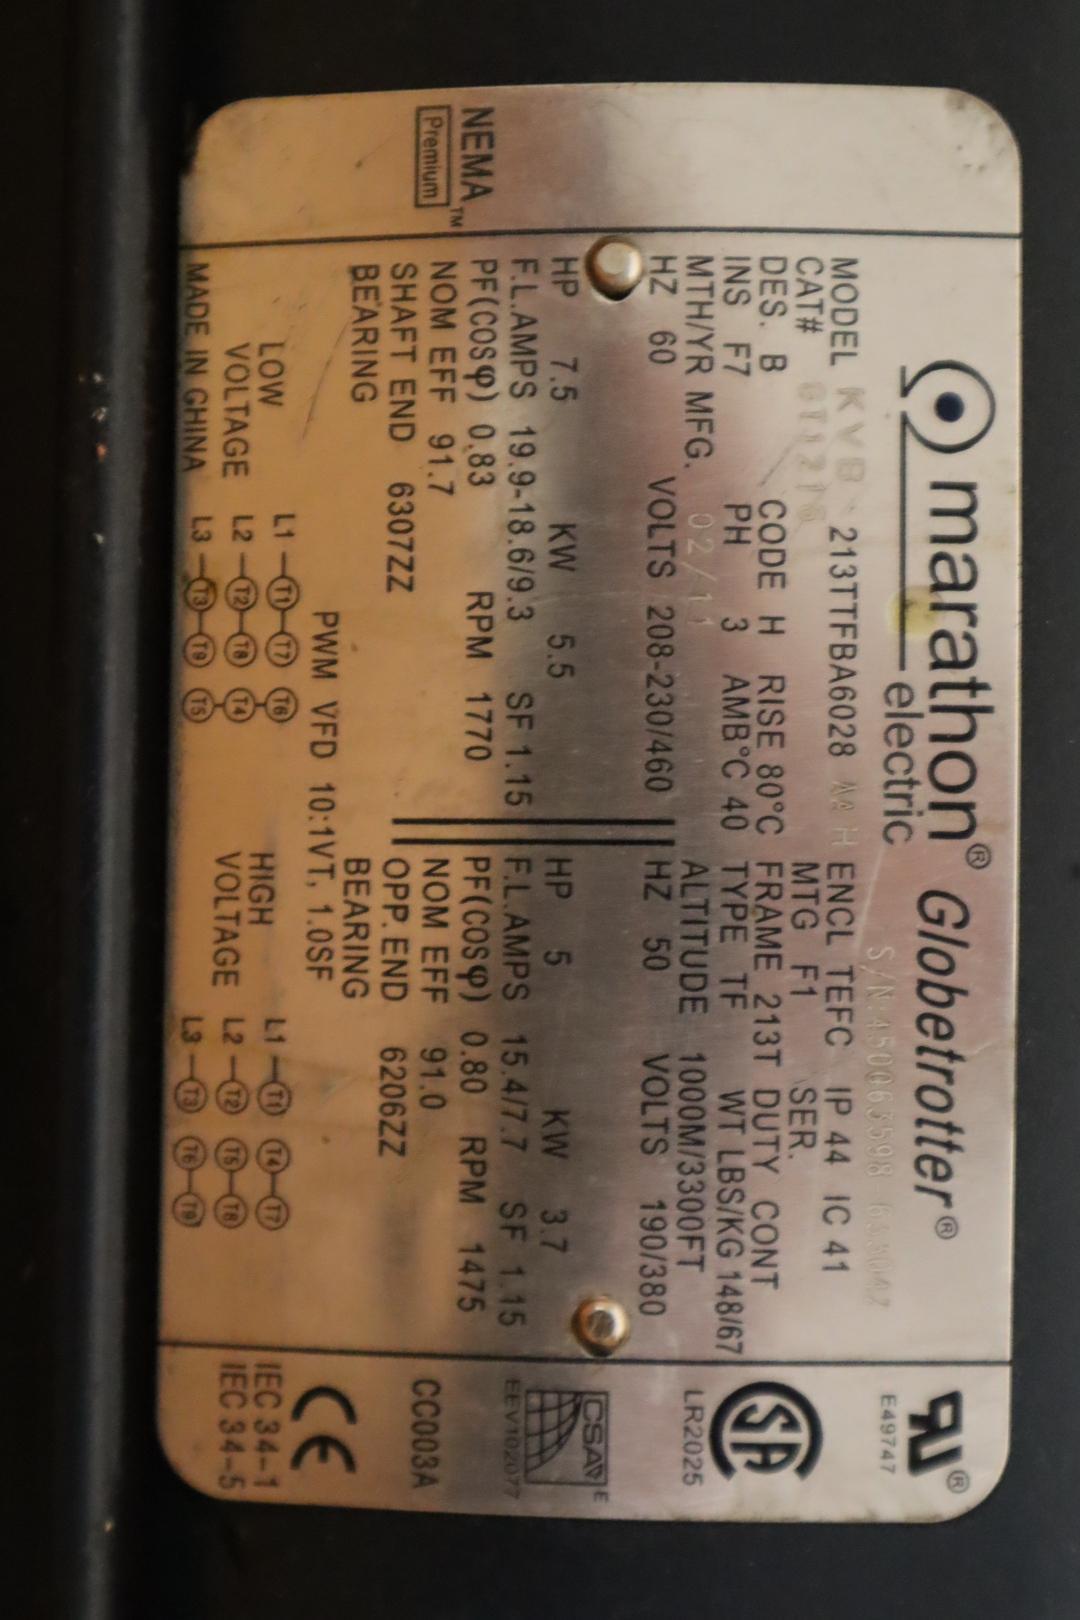 marathon® Globetrotter®
electric
MODEL KVB 213TTFBA6028 AA H ENCL TEFC IP 44 IC 41
CAT# MTG F1 SER.
DES. B CODE H RISE 80°C FRAME 213T DUTY CONT
INS F7 PH 3 AMB°C 40 TYPE TF WT LBS/KG 148/67
MTH/YR MFG. 02/11 ALTITUDE 1000M/3300FT
HZ 60 VOLTS 208-230/460 HZ 50 VOLTS 190/380
HP 7.5 KW 5.5 HP 5 KW 3.7
F.L.AMPS 19.9-18.6/9.3 SF 1.15 F.L.AMPS 15.4/7.7 SF 1.15
PF(COSφ) 0.83 RPM 1770 PF(COSφ) 0.80 RPM 1475
NOM EFF 91.7 NOM EFF 91.0
SHAFT END 6307ZZ OPP.END 6206ZZ
BEARING BEARING
PWM VFD 10:1VT, 1.0SF
LOW HIGH
VOLTAGE VOLTAGE
L1 T1 T7 T6 L1 T1 T4 T7
L2 T2 T8 T4 L2 T2 T5 T8
L3 T3 T9 T5 L3 T3 T6 T9
MADE IN CHINA
NEMA™
Premium
RU®
E49747
SA
LR2025
CSA E
EEV102077
CC003A
CE
IEC 34-1
IEC 34-5